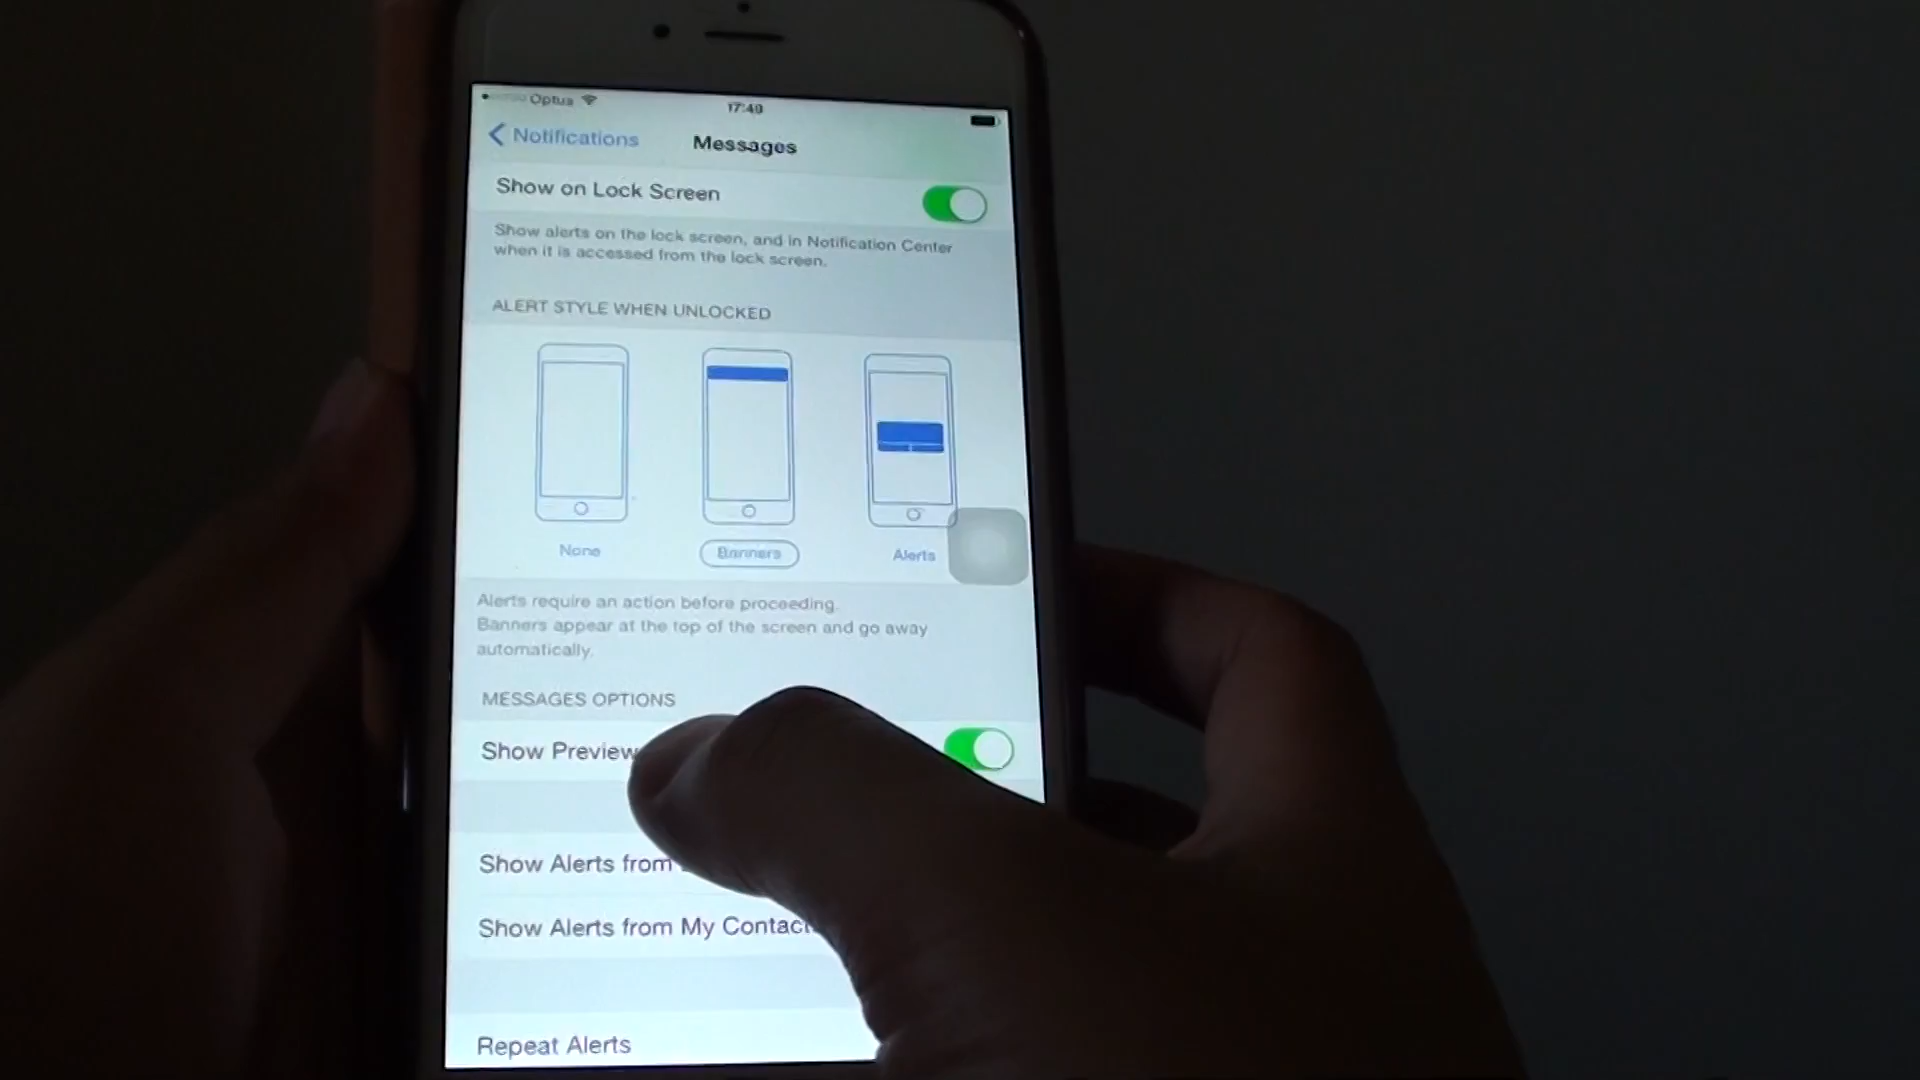 Optus
17:49
Notifications
Messages
Show on Lock Screen
Show alerts on the lock screen, and in Notification Center
when it is accessed from the lock screen.
ALERT STYLE WHEN UNLOCKED
None
Banners
Alerts
Alerts require an action before proceeding.
Banners appear at the top of the screen and go away
automatically.
MESSAGES OPTIONS
Show Preview
Show Alerts from
Show Alerts from My Contact
Repeat Alerts